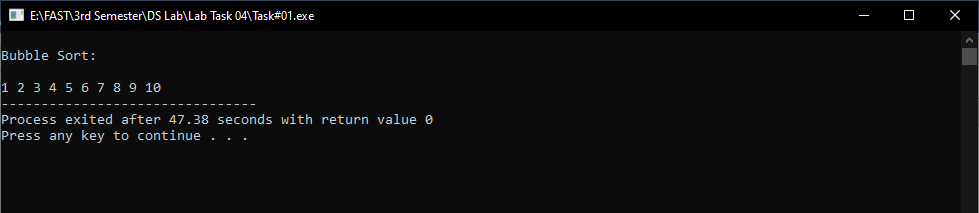 E:\FAST\3rd Semester\DS Lab\Lab Task 04\Task#01.exe
Bubble Sort:
1 2 3 4 5 6 7 8 9 10
--------------------------------
Process exited after 47.38 seconds with return value 0
Press any key to continue . . .